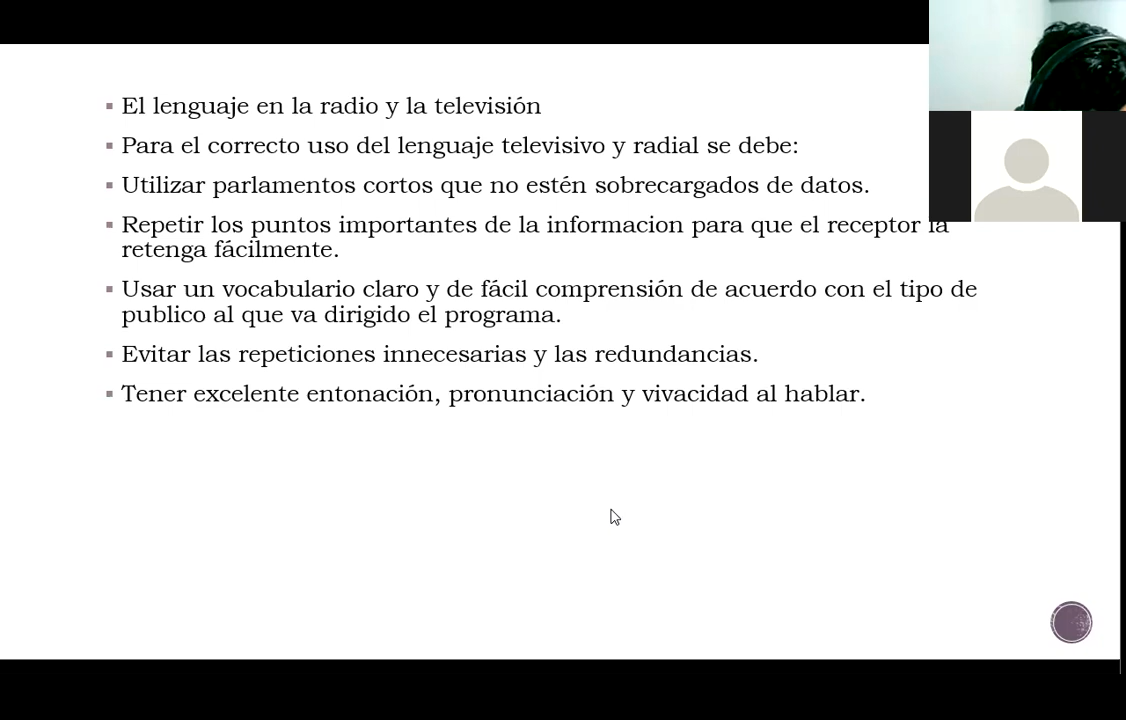 El lenguaje en la radio y la televisión
Para el correcto uso del lenguaje televisivo y radial se debe:
Utilizar parlamentos cortos que no estén sobrecargados de datos.
Repetir los puntos importantes de la informacion para que el receptor la
retenga fácilmente.
Usar un vocabulario claro y de fácil comprensión de acuerdo con el tipo de
publico al que va dirigido el programa.
Evitar las repeticiones innecesarias y las redundancias.
Tener excelente entonación, pronunciación y vivacidad al hablar.